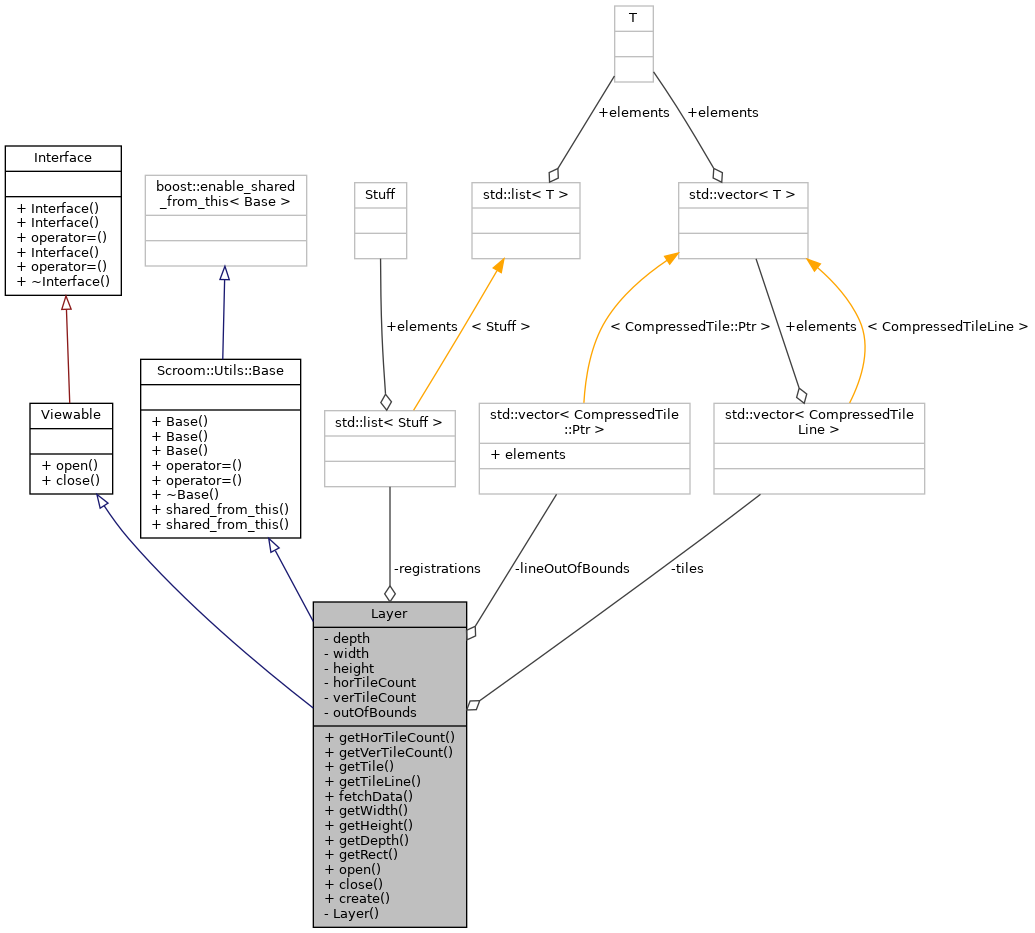 T
+elements
+elements
Interface
+ Interface()
+ Interface()
+ operator=()
+ Interface()
+ operator=()
+ ~Interface()
boost::enable_shared
_from_this< Base >
Stuff
std::list< T >
std::vector< T >
+elements
< Stuff >
< CompressedTile::Ptr >
+elements
< CompressedTileLine >
Viewable
+ open()
+ close()
Scroom::Utils::Base
+ Base()
+ Base()
+ Base()
+ operator=()
+ operator=()
+ ~Base()
+ shared_from_this()
+ shared_from_this()
std::list< Stuff >
std::vector< CompressedTile
::Ptr >
+ elements
std::vector< CompressedTile
Line >
-registrations
-lineOutOfBounds
-tiles
Layer
- depth
- width
- height
- horTileCount
- verTileCount
- outOfBounds
+ getHorTileCount()
+ getVerTileCount()
+ getTile()
+ getTileLine()
+ fetchData()
+ getWidth()
+ getHeight()
+ getDepth()
+ getRect()
+ open()
+ close()
+ create()
- Layer()